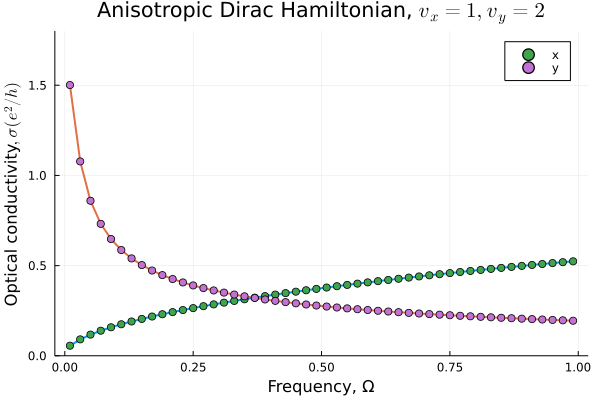 Anisotropic Dirac Hamiltonian, v_x = 1, v_y = 2
Optical conductivity, σ(e²/h)
1.5
1.0
0.5
0.0
x
y
0.00 0.25 0.50 0.75 1.00
Frequency, Ω